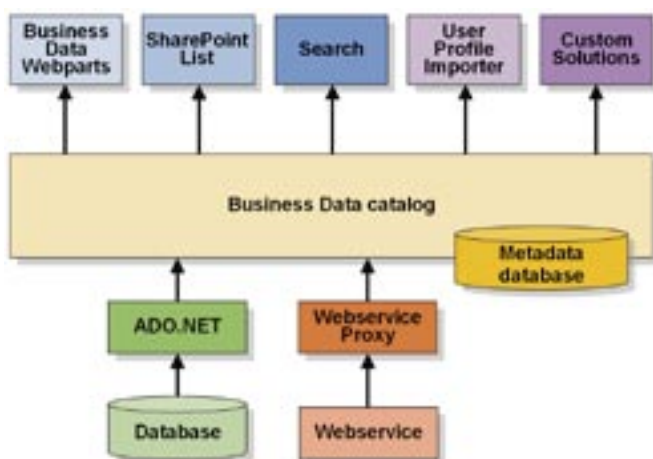 Business
Data
Webparts
SharePoint
List
Search
User
Profile
Importer
Custom
Solutions
Business Data catalog
Metadata
database
ADO.NET
Webservice
Proxy
Database
Webservice